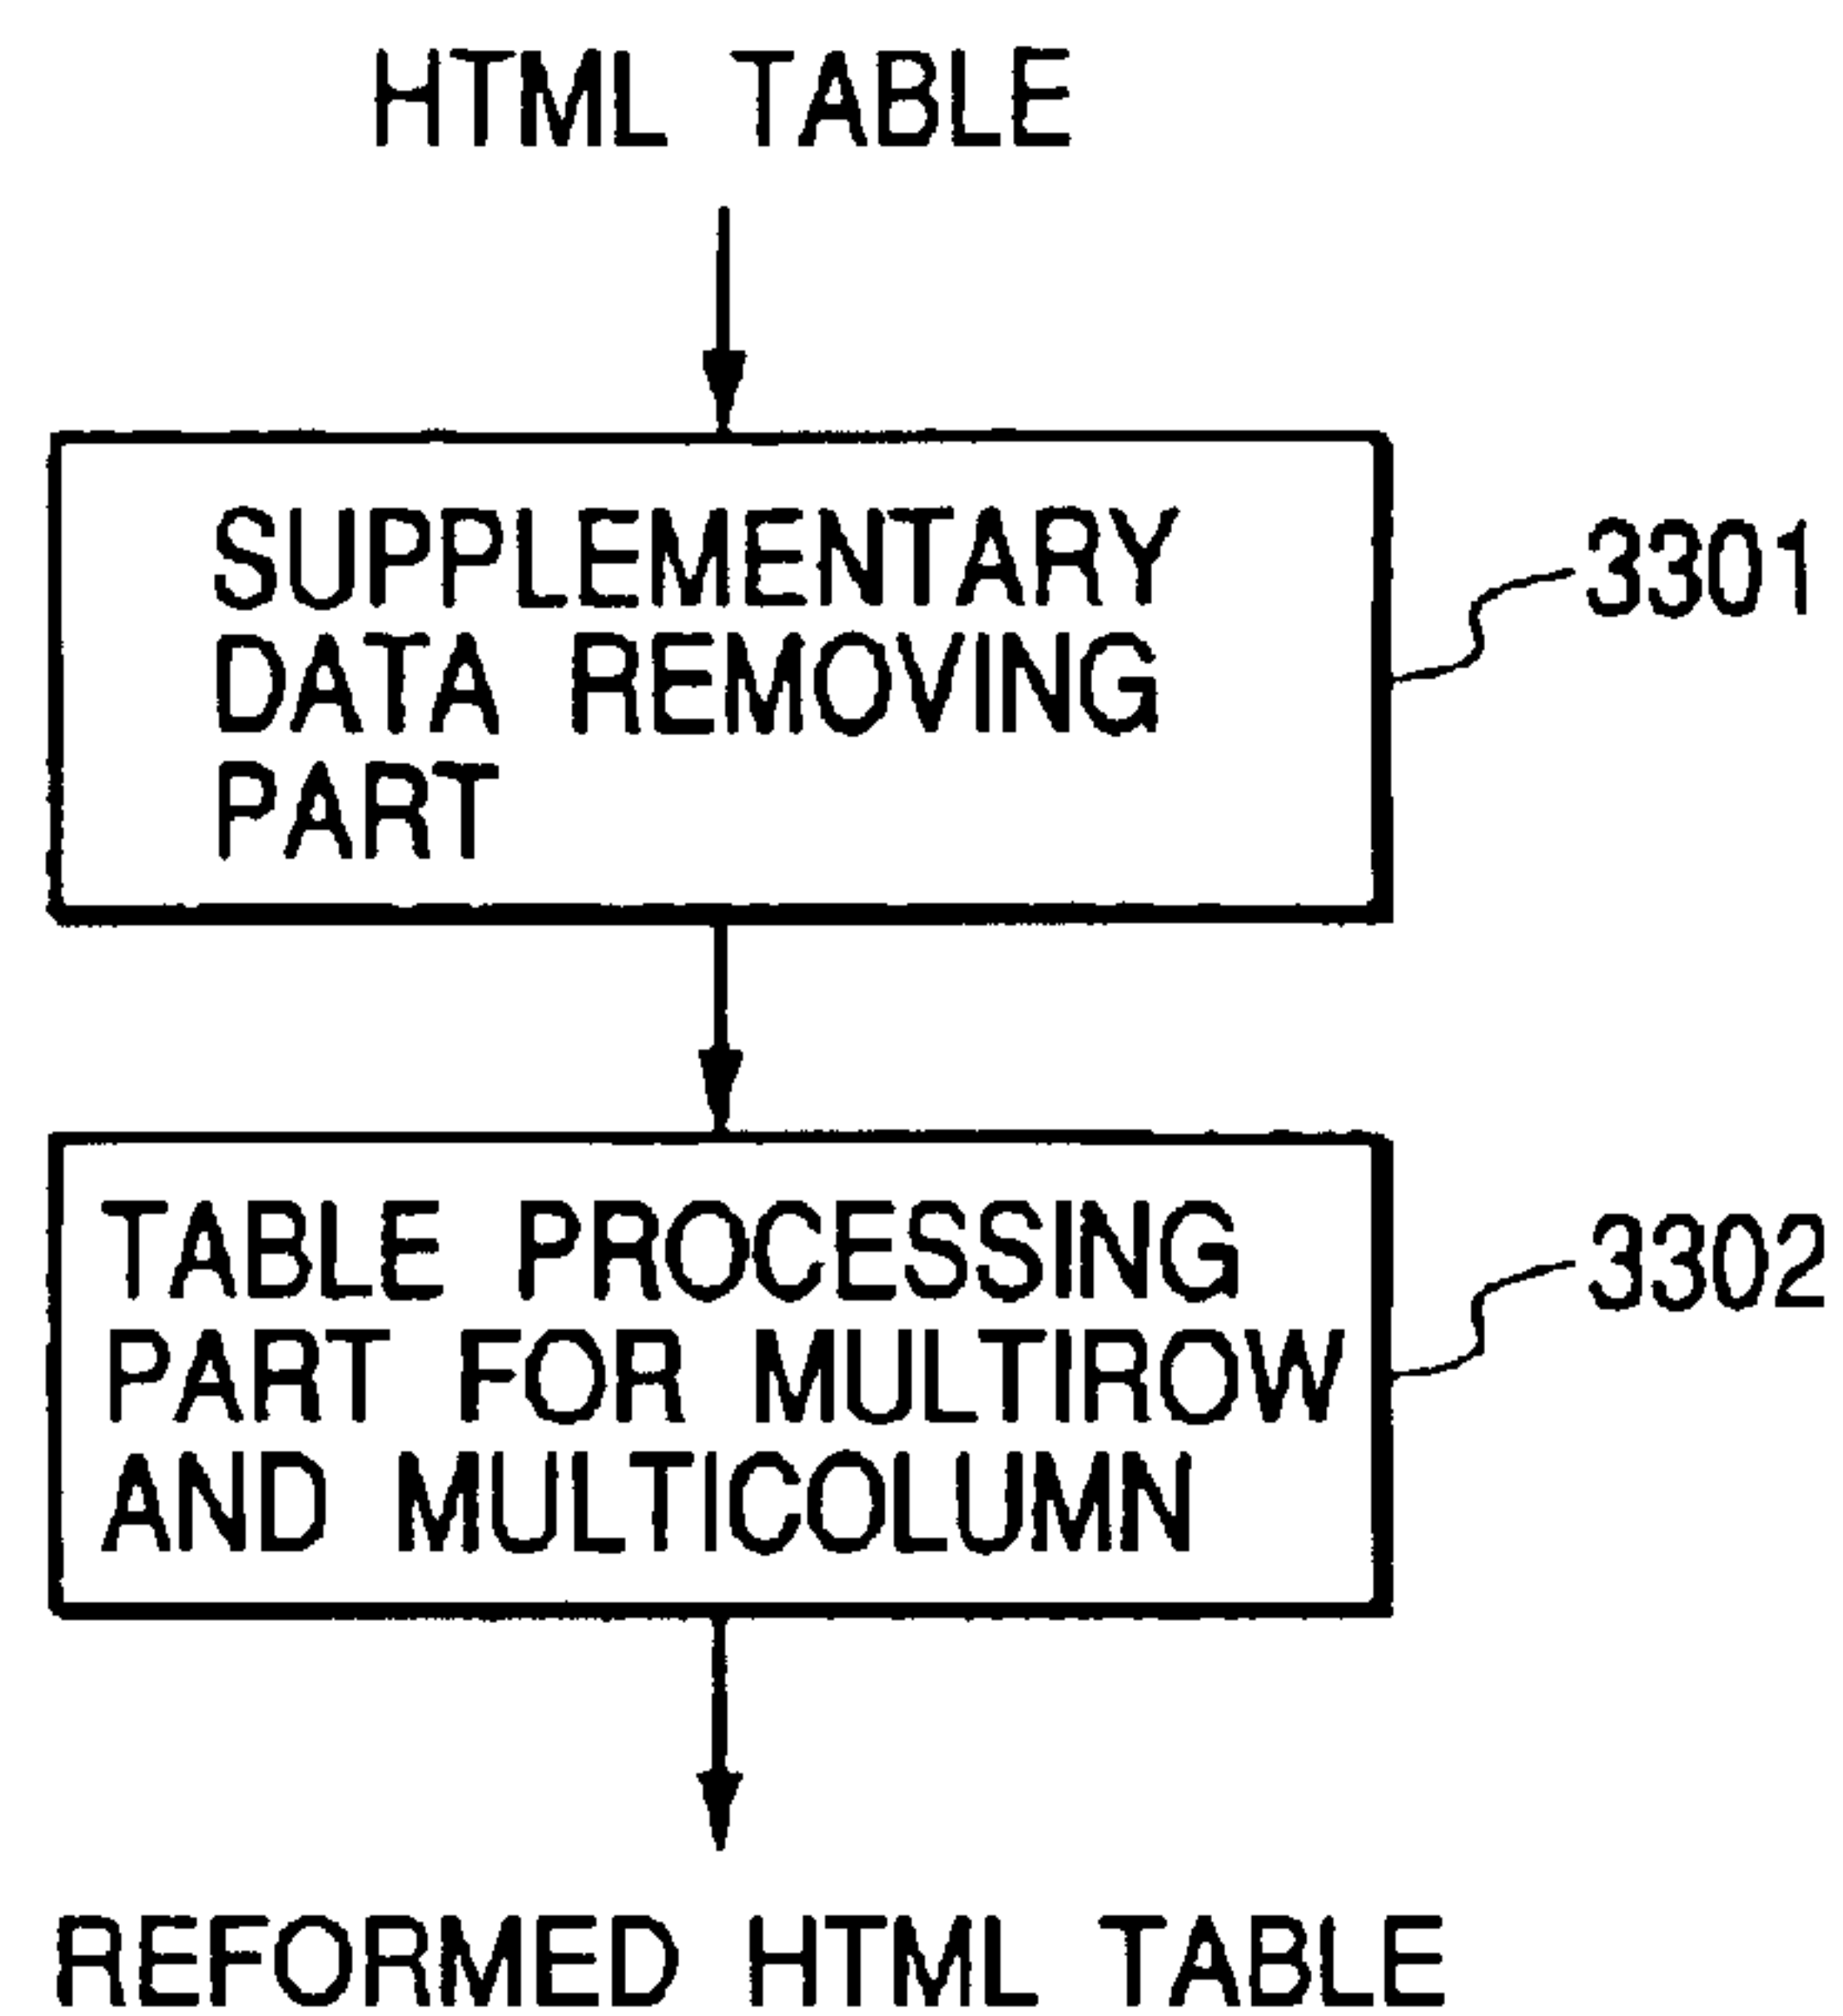 HTML TABLE
SUPPLEMENTARY
DATA REMOVING
PART
3301
TABLE PROCESSING
PART FOR MULTIROW
AND MULTICOLUMN
3302
REFORMED HTML TABLE